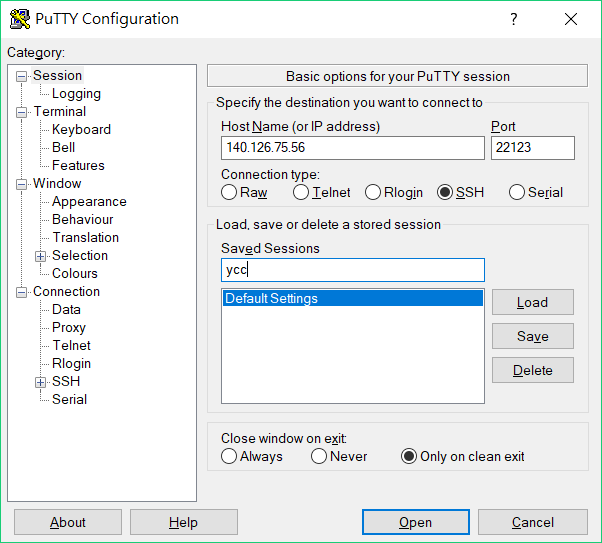 PuTTY Configuration
?
Category:
Session
Logging
Terminal
Keyboard
Bell
Features
Window
Appearance
Behaviour
Translation
Selection
Colours
Connection
Data
Proxy
Telnet
Rlogin
SSH
Serial
Basic options for your PuTTY session
Specify the destination you want to connect to
Host Name (or IP address) Port
140.126.75.56 22123
Connection type:
Raw Telnet Rlogin SSH Serial
Load, save or delete a stored session
Saved Sessions
ycc
Default Settings
Load
Save
Delete
Close window on exit:
Always Never Only on clean exit
About Help Open Cancel